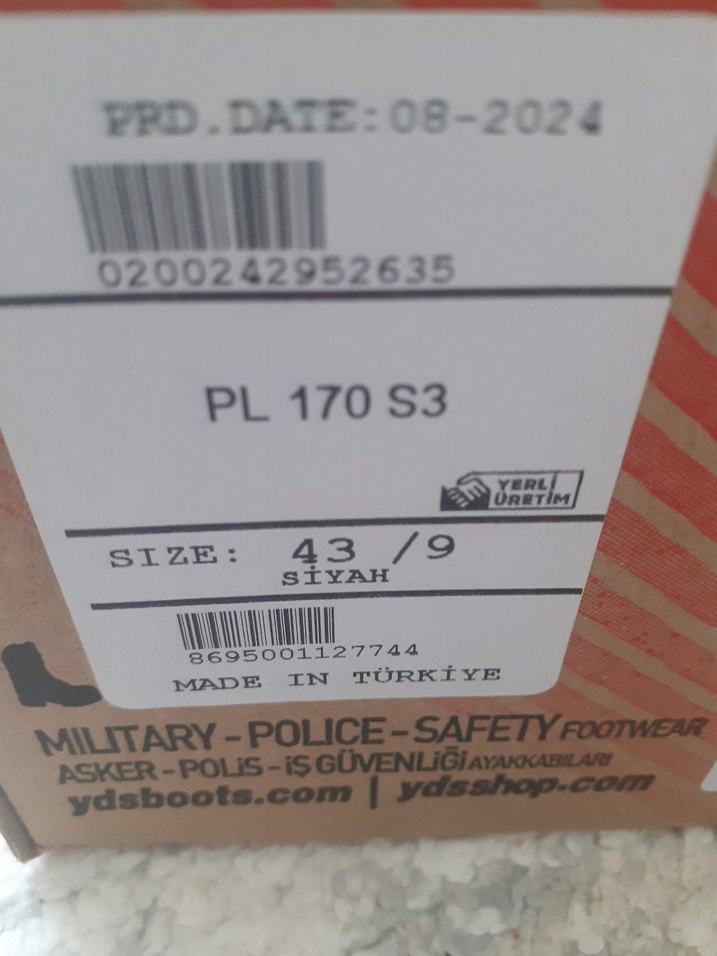 PRD.DATE:08-2024
0200242952635
PL 170 S3
YERLİ
ÜRETİM
SIZE: 43 /9
SİYAH
8695001127744
MADE IN TÜRKİYE
MILITARY - POLICE - SAFETY FOOTWEAR
ASKER - POLİS - İŞ GÜVENLİĞİ AYAKKABILARI
ydsboots.com | ydsshop.com